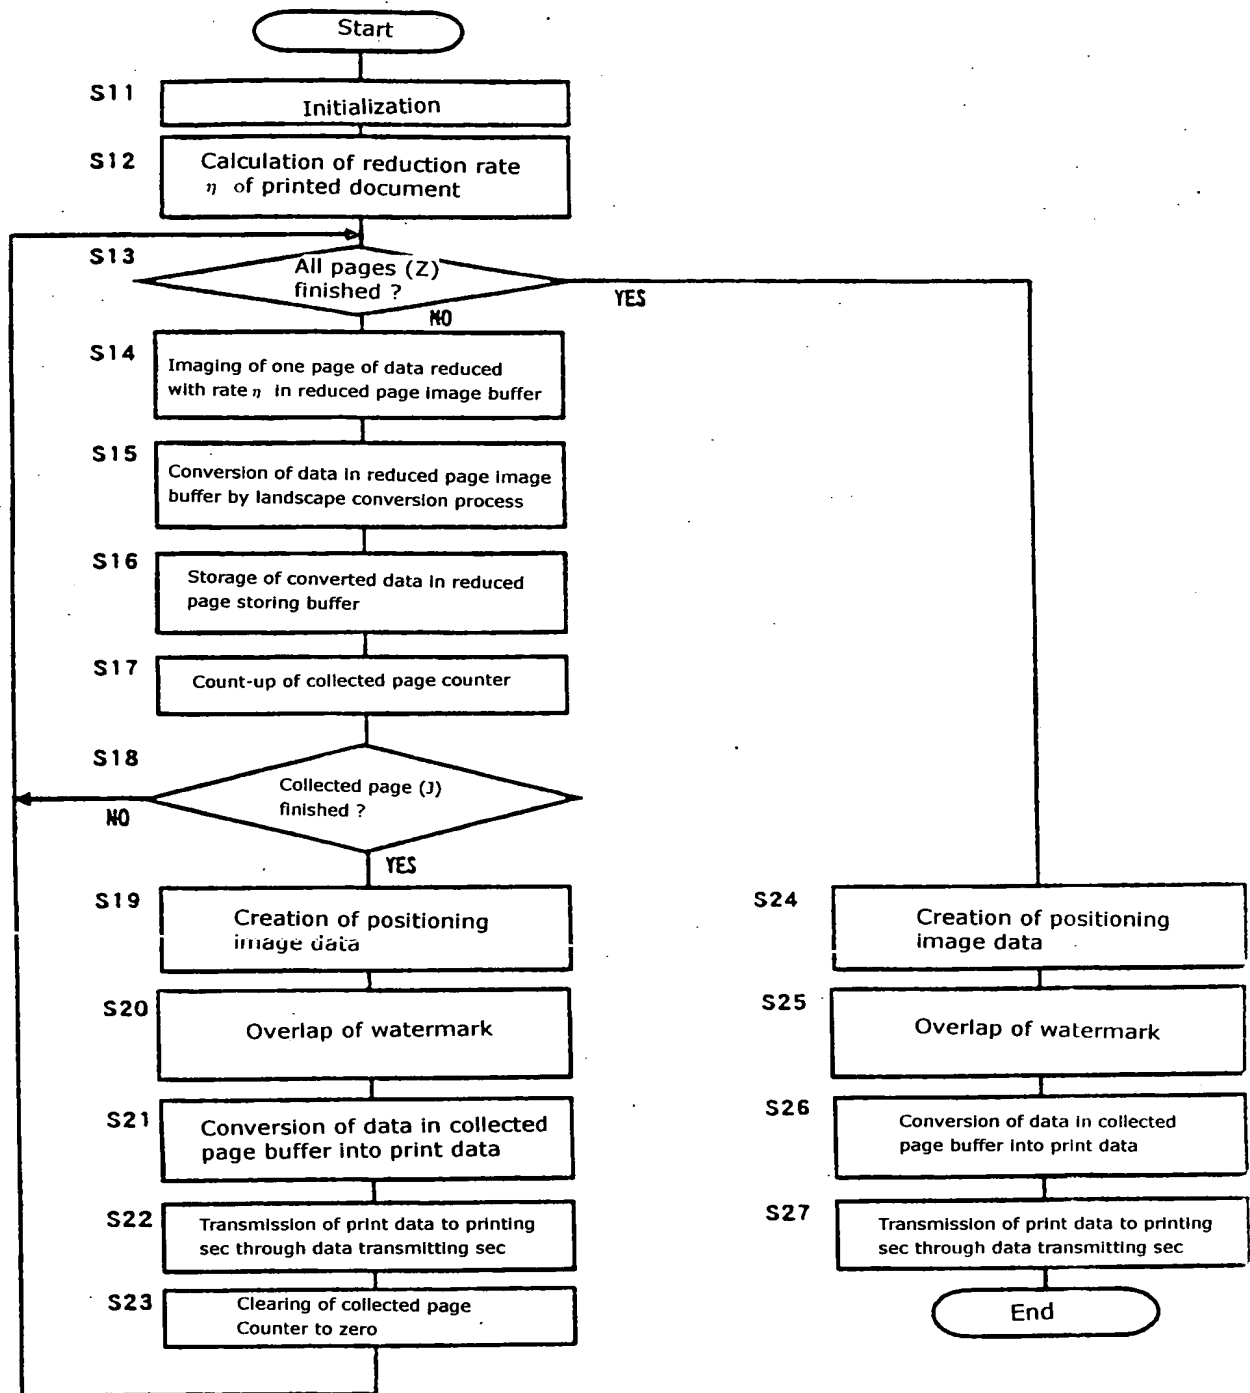 Start
S11
Initialization
S12
Calculation of reduction rate
η of printed document
S13
All pages (Z)
finished ?
YES
NO
S14
Imaging of one page of data reduced
with rate η in reduced page image buffer
S15
Conversion of data in reduced page image
buffer by landscape conversion process
S16
Storage of converted data in reduced
page storing buffer
S17
Count-up of collected page counter
S18
Collected page (J)
finished ?
NO
YES
S19
Creation of positioning
image data
S20
Overlap of watermark
S21
Conversion of data in collected
page buffer into print data
S22
Transmission of print data to printing
sec through data transmitting sec
S23
Clearing of collected page
Counter to zero
S24
Creation of positioning
image data
S25
Overlap of watermark
S26
Conversion of data in collected
page buffer into print data
S27
Transmission of print data to printing
sec through data transmitting sec
End